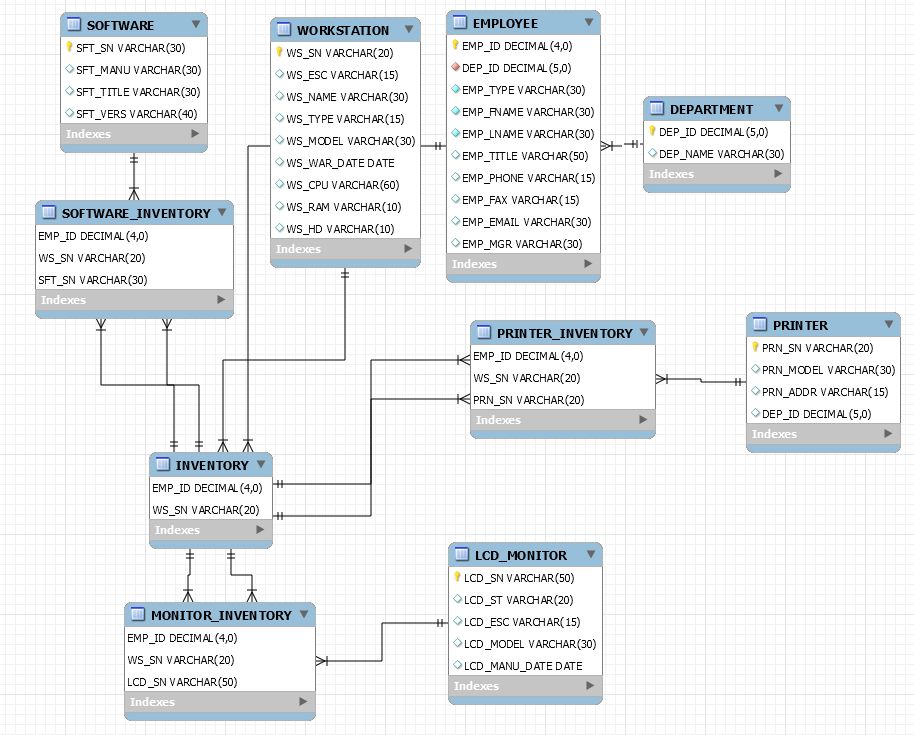 SOFTWARE
SFT_SN VARCHAR(30)
SFT_MANU VARCHAR(30)
SFT_TITLE VARCHAR(30)
SFT_VERS VARCHAR(40)
Indexes
WORKSTATION
WS_SN VARCHAR(20)
WS_ESC VARCHAR(15)
WS_NAME VARCHAR(30)
WS_TYPE VARCHAR(15)
WS_MODEL VARCHAR(30)
WS_WAR_DATE DATE
WS_CPU VARCHAR(60)
WS_RAM VARCHAR(10)
WS_HD VARCHAR(10)
Indexes
EMPLOYEE
EMP_ID DECIMAL(4,0)
DEP_ID DECIMAL(5,0)
EMP_TYPE VARCHAR(30)
EMP_FNAME VARCHAR(30)
EMP_LNAME VARCHAR(30)
EMP_TITLE VARCHAR(50)
EMP_PHONE VARCHAR(15)
EMP_FAX VARCHAR(15)
EMP_EMAIL VARCHAR(30)
EMP_MGR VARCHAR(30)
Indexes
DEPARTMENT
DEP_ID DECIMAL(5,0)
DEP_NAME VARCHAR(30)
Indexes
SOFTWARE_INVENTORY
EMP_ID DECIMAL(4,0)
WS_SN VARCHAR(20)
SFT_SN VARCHAR(30)
Indexes
PRINTER_INVENTORY
EMP_ID DECIMAL(4,0)
WS_SN VARCHAR(20)
PRN_SN VARCHAR(20)
Indexes
PRINTER
PRN_SN VARCHAR(20)
PRN_MODEL VARCHAR(30)
PRN_ADDR VARCHAR(15)
DEP_ID DECIMAL(5,0)
Indexes
INVENTORY
EMP_ID DECIMAL(4,0)
WS_SN VARCHAR(20)
Indexes
LCD_MONITOR
LCD_SN VARCHAR(50)
LCD_ST VARCHAR(20)
LCD_ESC VARCHAR(15)
LCD_MODEL VARCHAR(30)
LCD_MANU_DATE DATE
Indexes
MONITOR_INVENTORY
EMP_ID DECIMAL(4,0)
WS_SN VARCHAR(20)
LCD_SN VARCHAR(50)
Indexes